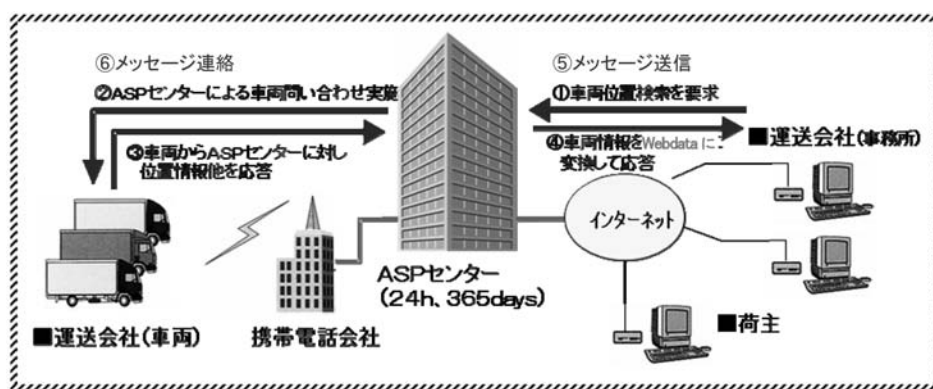 ⑥メッセージ連絡
⑤メッセージ送信
②ASPセンターによる車両問い合わせ実施
①車両位置検索を要求
③車両からASPセンターに対し
位置情報他を応答
④車両情報をWebdata に
変換して応答
■運送会社(事務所)
インターネット
ASPセンター
(24h、365days)
■荷主
■運送会社(車両)
携帯電話会社